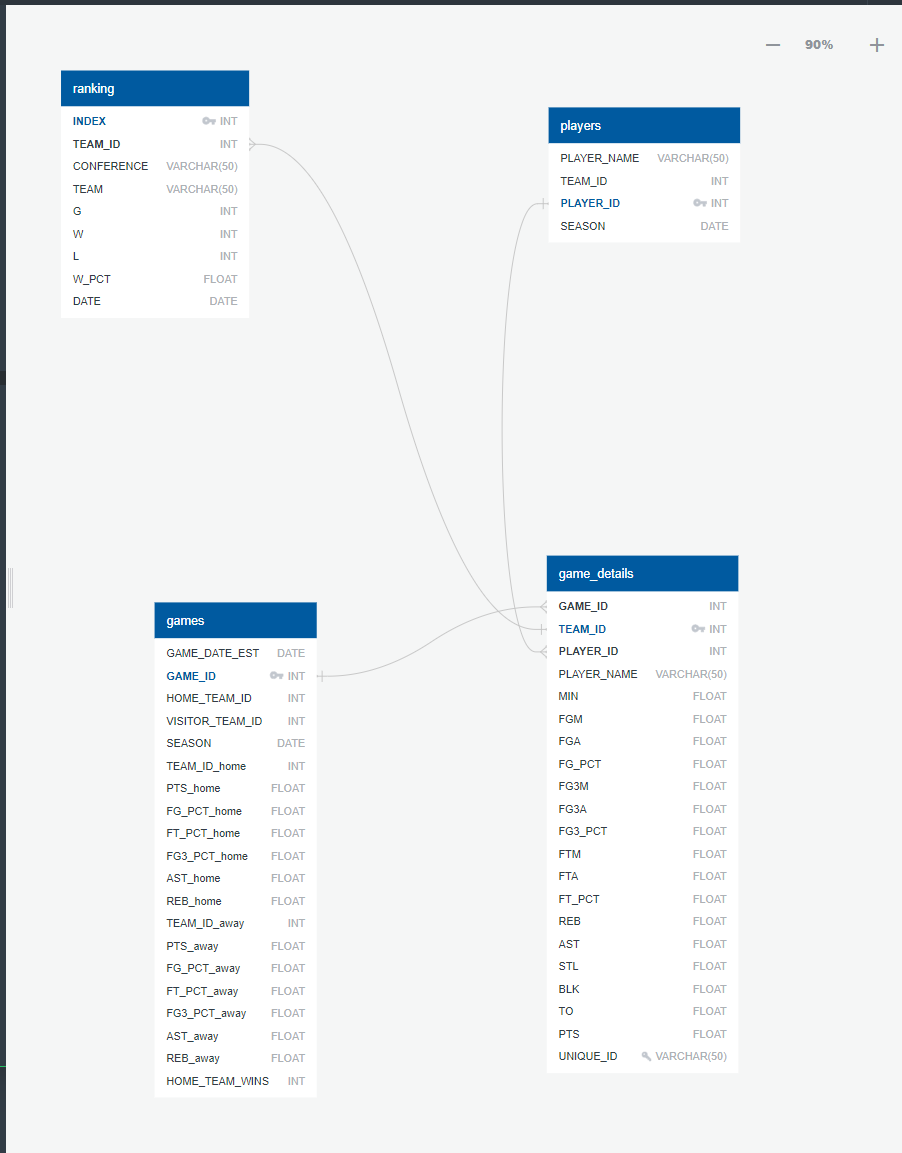 90%
ranking
INDEX INT
TEAM_ID INT
CONFERENCE VARCHAR(50)
TEAM VARCHAR(50)
G INT
W INT
L INT
W_PCT FLOAT
DATE DATE
players
PLAYER_NAME VARCHAR(50)
TEAM_ID INT
PLAYER_ID INT
SEASON DATE
games
GAME_DATE_EST DATE
GAME_ID INT
HOME_TEAM_ID INT
VISITOR_TEAM_ID INT
SEASON DATE
TEAM_ID_home INT
PTS_home FLOAT
FG_PCT_home FLOAT
FT_PCT_home FLOAT
FG3_PCT_home FLOAT
AST_home FLOAT
REB_home FLOAT
TEAM_ID_away INT
PTS_away FLOAT
FG_PCT_away FLOAT
FT_PCT_away FLOAT
FG3_PCT_away FLOAT
AST_away FLOAT
REB_away FLOAT
HOME_TEAM_WINS INT
game_details
GAME_ID INT
TEAM_ID INT
PLAYER_ID INT
PLAYER_NAME VARCHAR(50)
MIN FLOAT
FGM FLOAT
FGA FLOAT
FG_PCT FLOAT
FG3M FLOAT
FG3A FLOAT
FG3_PCT FLOAT
FTM FLOAT
FTA FLOAT
FT_PCT FLOAT
REB FLOAT
AST FLOAT
STL FLOAT
BLK FLOAT
TO FLOAT
PTS FLOAT
UNIQUE_ID VARCHAR(50)